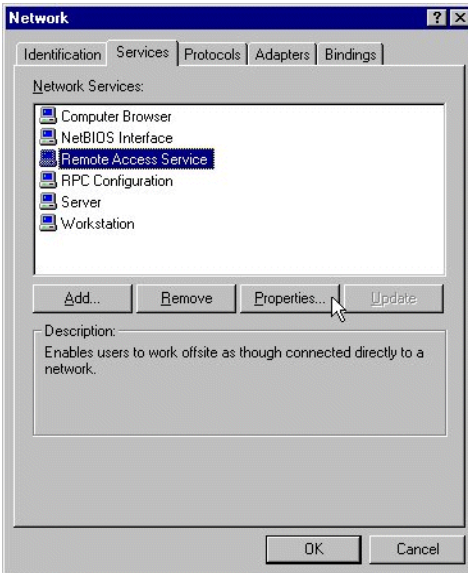 Network
Identification Services Protocols Adapters Bindings
Network Services:
Computer Browser
NetBIOS Interface
Remote Access Service
RPC Configuration
Server
Workstation
Add... Remove Properties... Update
Description:
Enables users to work offsite as though connected directly to a
network.
OK Cancel